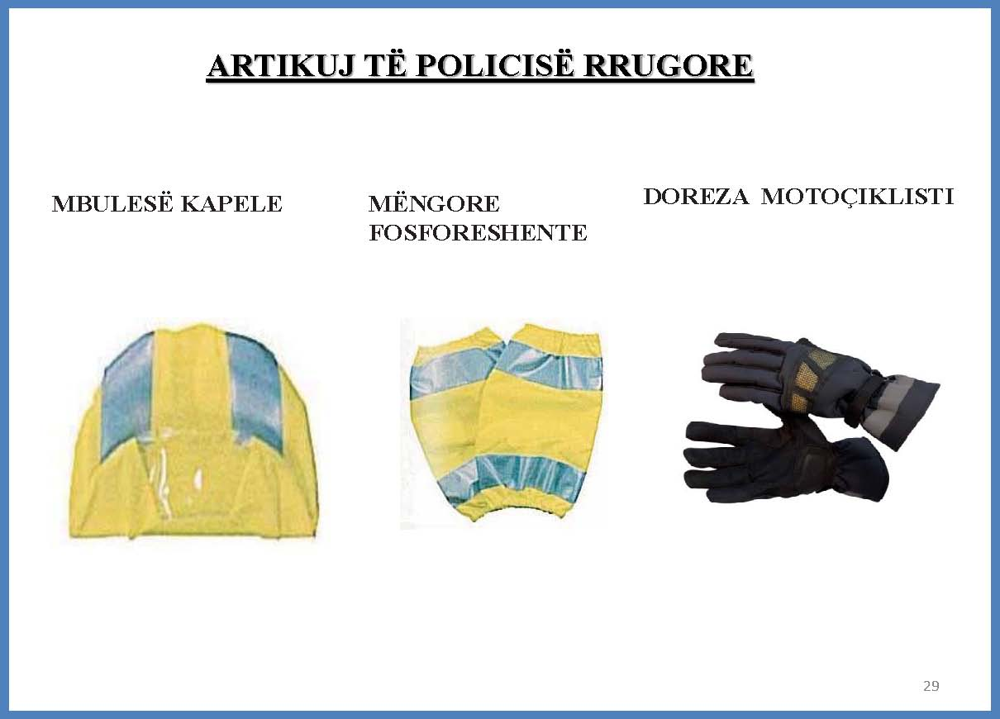 ARTIKUJ TË POLICISË RRUGORE
MBULESË KAPELE
MËNGORE
FOSFORESHENTE
DOREZA MOTOÇIKLISTI
29